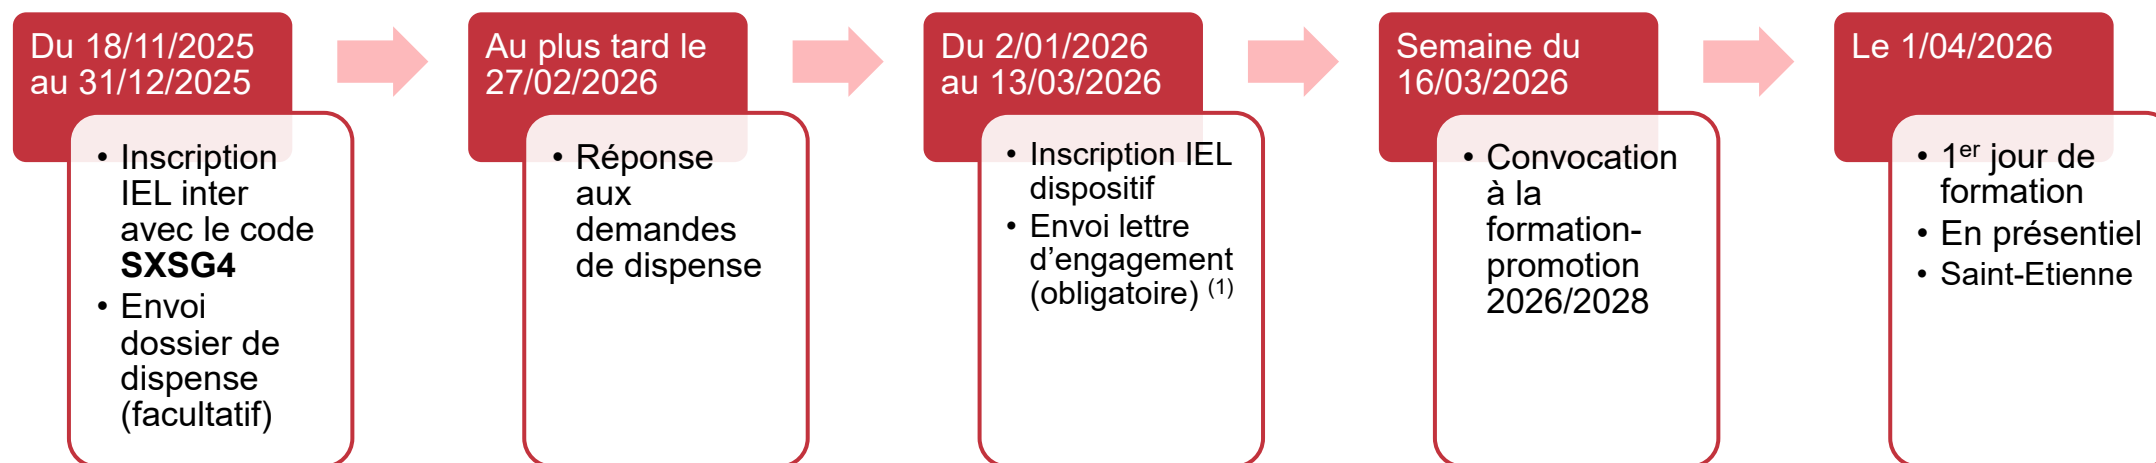 Du 18/11/2025
au 31/12/2025
• Inscription
IEL inter
avec le code
SXSG4
• Envoi
dossier de
dispense
(facultatif)
Au plus tard le
27/02/2026
• Réponse
aux
demandes
de dispense
Du 2/01/2026
au 13/03/2026
• Inscription IEL
dispositif
• Envoi lettre
d’engagement
(obligatoire) (1)
Semaine du
16/03/2026
• Convocation
à la
formation-
promotion
2026/2028
Le 1/04/2026
• 1er jour de
formation
• En présentiel
• Saint-Etienne